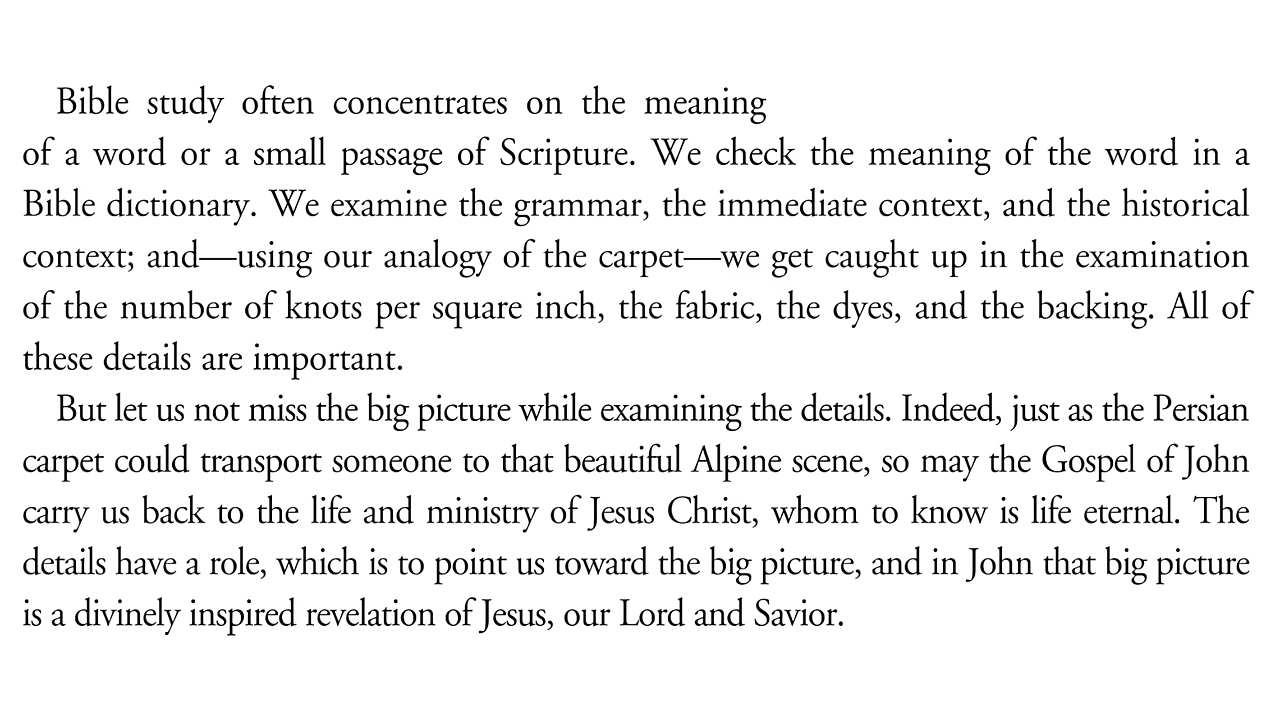 Bible study often concentrates on the meaning
of a word or a small passage of Scripture. We check the meaning of the word in a
Bible dictionary. We examine the grammar, the immediate context, and the historical
context; and—using our analogy of the carpet—we get caught up in the examination
of the number of knots per square inch, the fabric, the dyes, and the backing. All of
these details are important.
But let us not miss the big picture while examining the details. Indeed, just as the Persian
carpet could transport someone to that beautiful Alpine scene, so may the Gospel of John
carry us back to the life and ministry of Jesus Christ, whom to know is life eternal. The
details have a role, which is to point us toward the big picture, and in John that big picture
is a divinely inspired revelation of Jesus, our Lord and Savior.